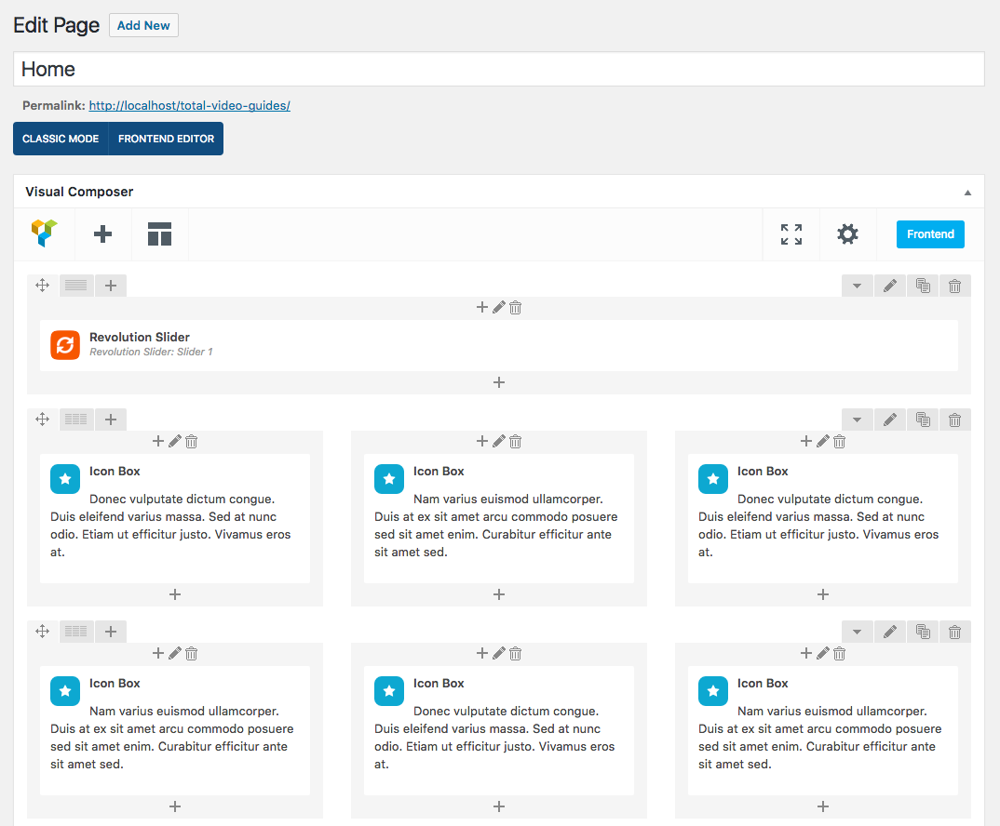 Edit Page Add New
Home
Permalink: http://localhost/total-video-guides/
CLASSIC MODE FRONTEND EDITOR
Visual Composer
Frontend
Revolution Slider
Revolution Slider: Slider 1
Icon Box
Donec vulputate dictum congue.
Duis eleifend varius massa. Sed at nunc
odio. Etiam ut efficitur justo. Vivamus eros
at.
Icon Box
Nam varius euismod ullamcorper.
Duis at ex sit amet arcu commodo posuere
sed sit amet enim. Curabitur efficitur ante
sit amet sed.
Icon Box
Donec vulputate dictum congue.
Duis eleifend varius massa. Sed at nunc
odio. Etiam ut efficitur justo. Vivamus eros
at.
Icon Box
Nam varius euismod ullamcorper.
Duis at ex sit amet arcu commodo posuere
sed sit amet enim. Curabitur efficitur ante
sit amet sed.
Icon Box
Donec vulputate dictum congue.
Duis eleifend varius massa. Sed at nunc
odio. Etiam ut efficitur justo. Vivamus eros
at.
Icon Box
Nam varius euismod ullamcorper.
Duis at ex sit amet arcu commodo posuere
sed sit amet enim. Curabitur efficitur ante
sit amet sed.